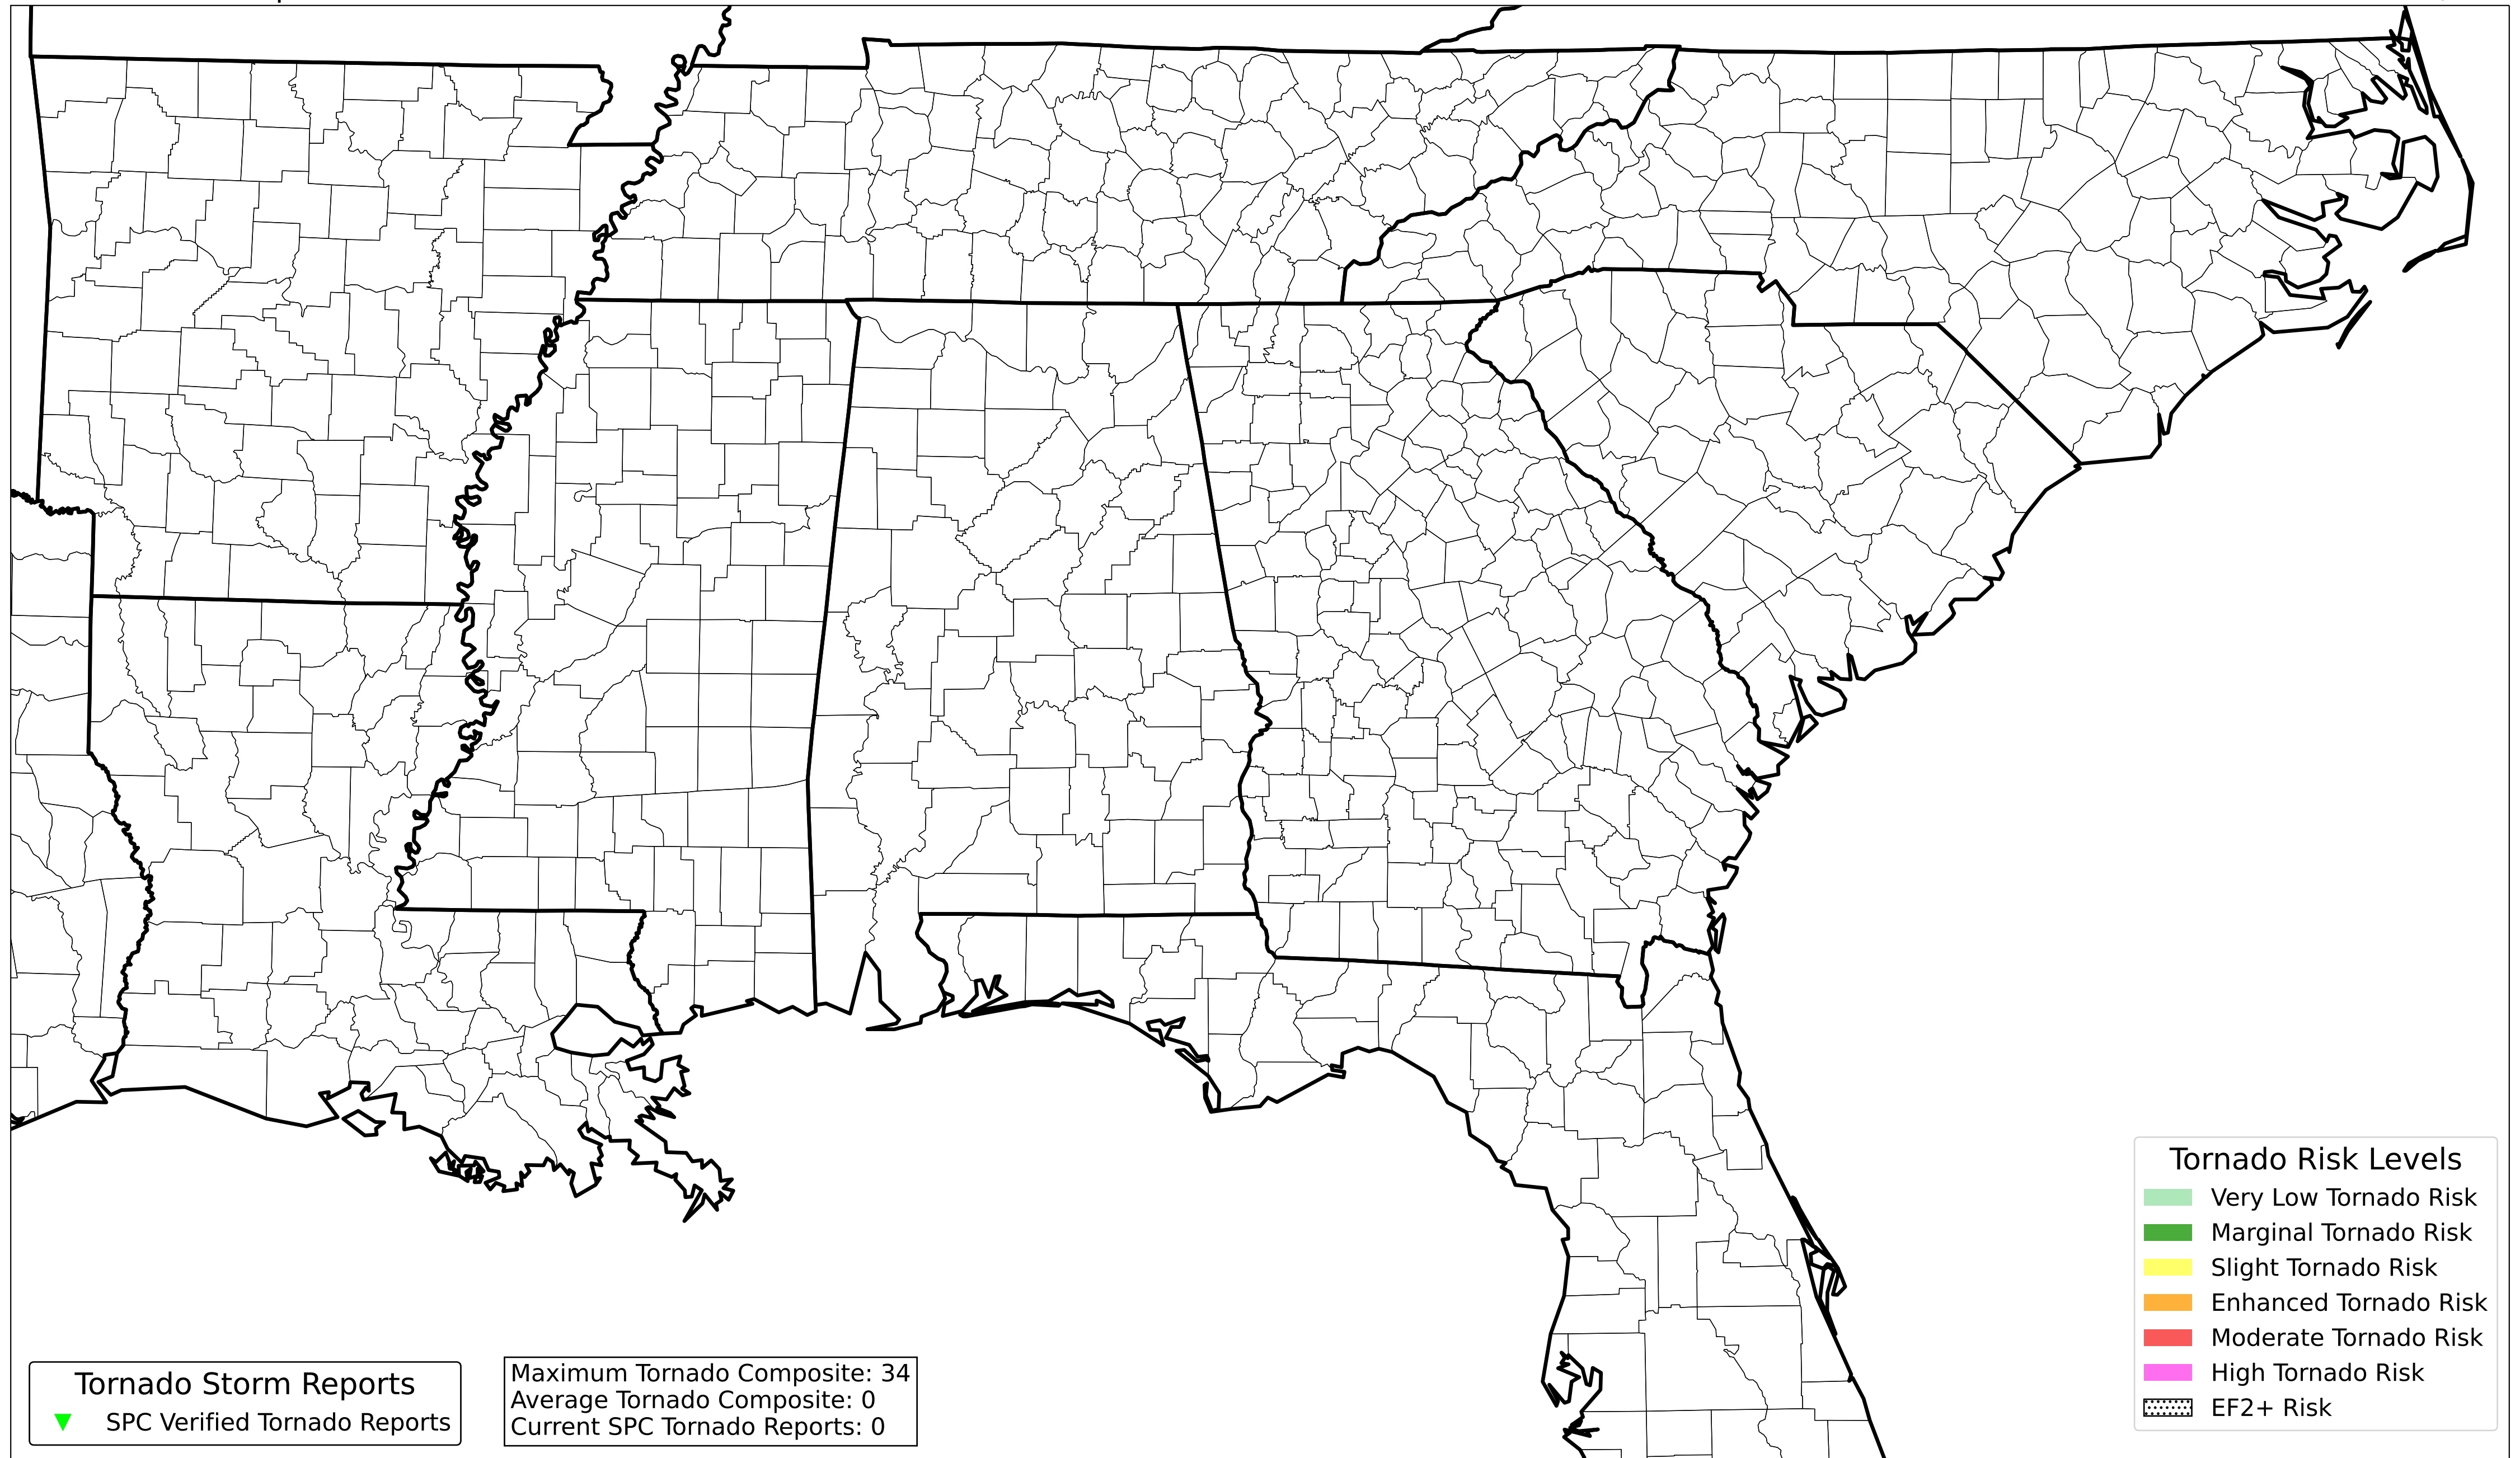 Tornado Risk Levels
Very Low Tornado Risk
Marginal Tornado Risk
Slight Tornado Risk
Enhanced Tornado Risk
Moderate Tornado Risk
High Tornado Risk
EF2+ Risk
Tornado Storm Reports
SPC Verified Tornado Reports
Maximum Tornado Composite: 34
Average Tornado Composite: 0
Current SPC Tornado Reports: 0